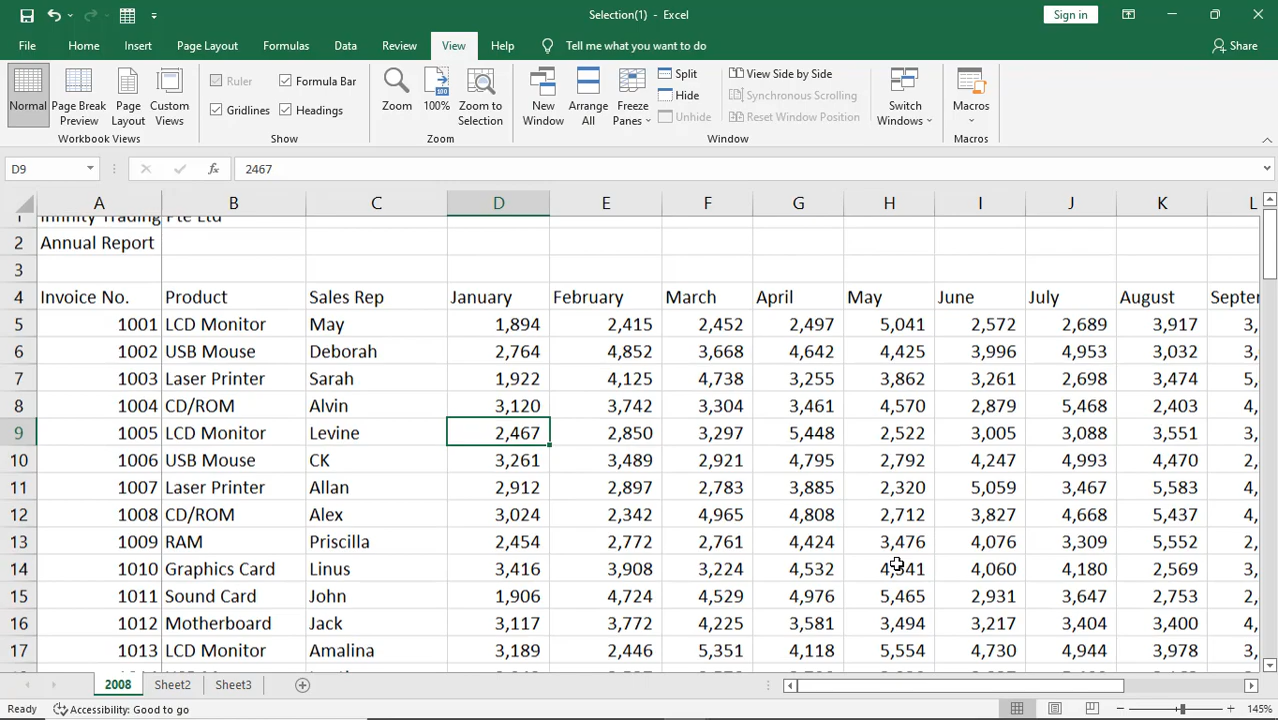 Selection(1) - Excel
Sign in
File Home Insert Page Layout Formulas Data Review View Help Tell me what you want to do Share
Normal Page Break Preview Page Layout Custom Views
Workbook Views
Ruler Formula Bar
Gridlines Headings
Show
Zoom 100% Zoom to Selection
Zoom
New Window Arrange All Freeze Panes
Split
Hide
Unhide
View Side by Side
Synchronous Scrolling
Reset Window Position
Window
Switch Windows
Macros
Macros
D9 fx 2467
A B C D E F G H I J K L
1 Infinity Trading Pte Ltd
2 Annual Report
3
4 Invoice No. Product Sales Rep January February March April May June July August
5 1001 LCD Monitor May 1,894 2,415 2,452 2,497 5,041 2,572 2,689 3,917 3,
6 1002 USB Mouse Deborah 2,764 4,852 3,668 4,642 4,425 3,996 4,953 3,032 3,
7 1003 Laser Printer Sarah 1,922 4,125 4,738 3,255 3,862 3,261 2,698 3,474 5,
8 1004 CD/ROM Alvin 3,120 3,742 3,304 3,461 4,570 2,879 5,468 2,403 4,
9 1005 LCD Monitor Levine 2,467 2,850 3,297 5,448 2,522 3,005 3,088 3,551 3,
10 1006 USB Mouse CK 3,261 3,489 2,921 4,795 2,792 4,247 4,993 4,470 2,
11 1007 Laser Printer Allan 2,912 2,897 2,783 3,885 2,320 5,059 3,467 5,583 4,
12 1008 CD/ROM Alex 3,024 2,342 4,965 4,808 2,712 3,827 4,668 5,437 4,
13 1009 RAM Priscilla 2,454 2,772 2,761 4,424 3,476 4,076 3,309 5,552 2,
14 1010 Graphics Card Linus 3,416 3,908 3,224 4,532 4,060 4,180 2,569 3,
15 1011 Sound Card John 1,906 4,724 4,529 4,976 5,465 2,931 3,647 2,753 2,
16 1012 Motherboard Jack 3,117 3,772 4,225 3,581 3,494 3,217 3,404 3,400 4,
17 1013 LCD Monitor Amalina 3,189 2,446 5,351 4,118 5,554 4,730 4,944 3,978 3,
2008 Sheet2 Sheet3
Ready Accessibility: Good to go 145%